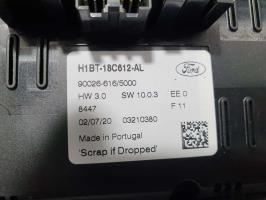 H1BT-18C612-AL
Ford
90026-616/5000
HW 3.0 SW 10.0.3 EE 0
8447 F 11
02/07/20 03210380
Made in Portugal
'Scrap if Dropped'